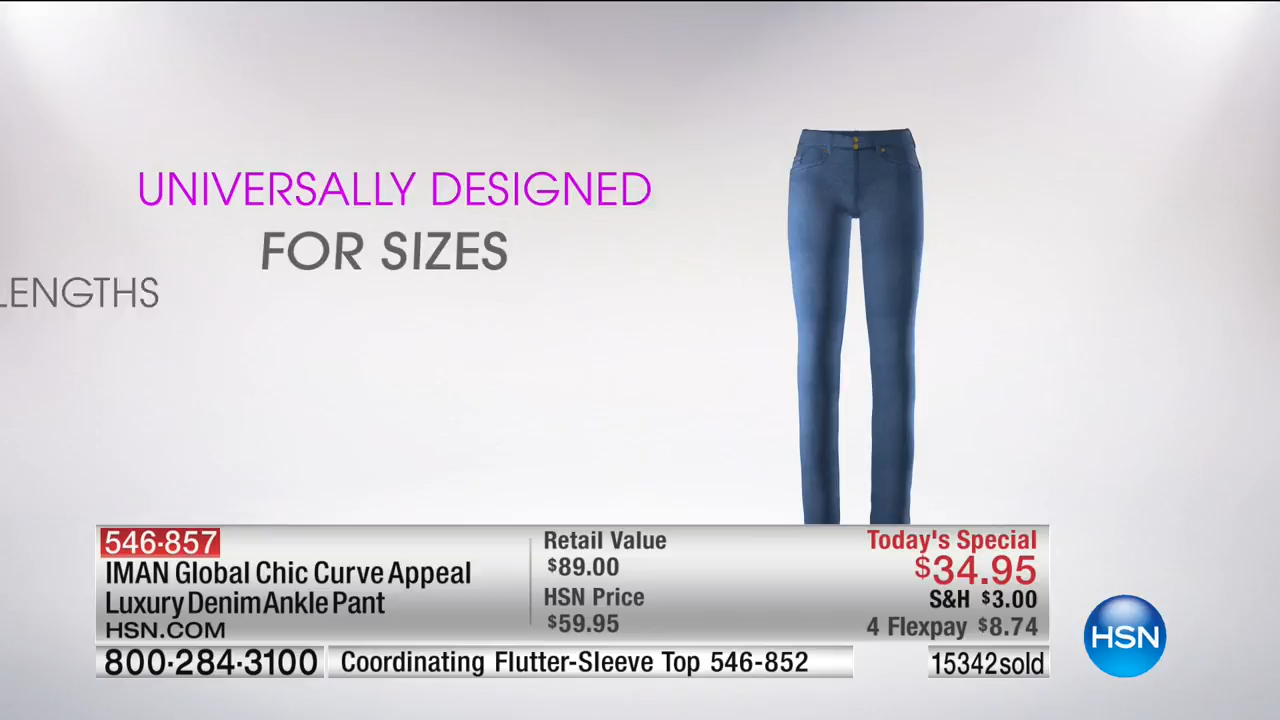 UNIVERSALLY DESIGNED
FOR SIZES
LENGTHS
546-857
IMAN Global Chic Curve Appeal
Luxury Denim Ankle Pant
HSN.COM
Retail Value
$89.00
HSN Price
$59.95
Today's Special
$34.95
S&H $3.00
4 Flexpay $8.74
800-284-3100
Coordinating Flutter-Sleeve Top 546-852
15342sold
HSN